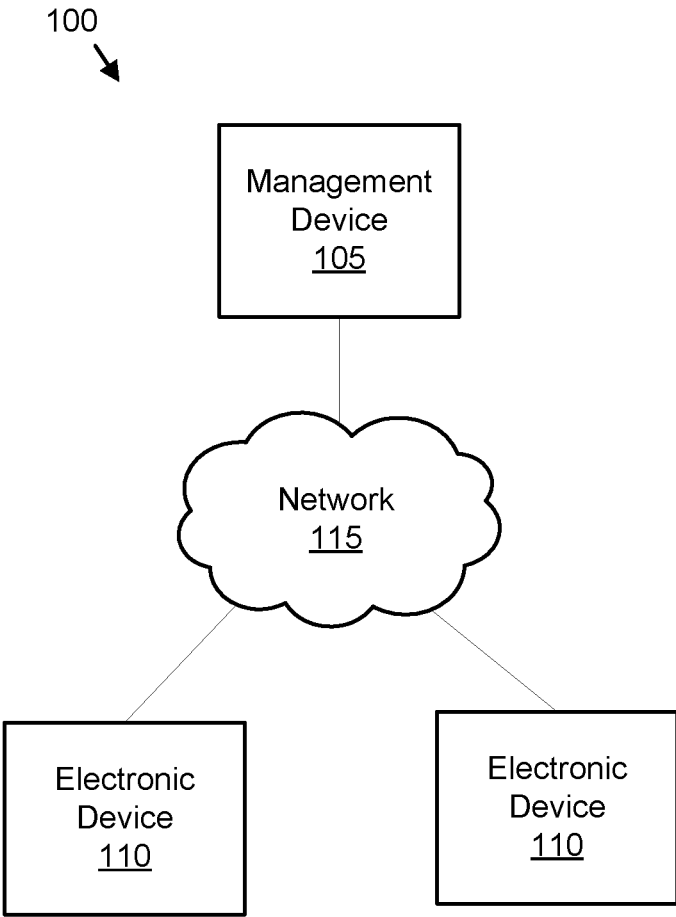 100
Management
Device
105
Network
115
Electronic
Device
110
Electronic
Device
110